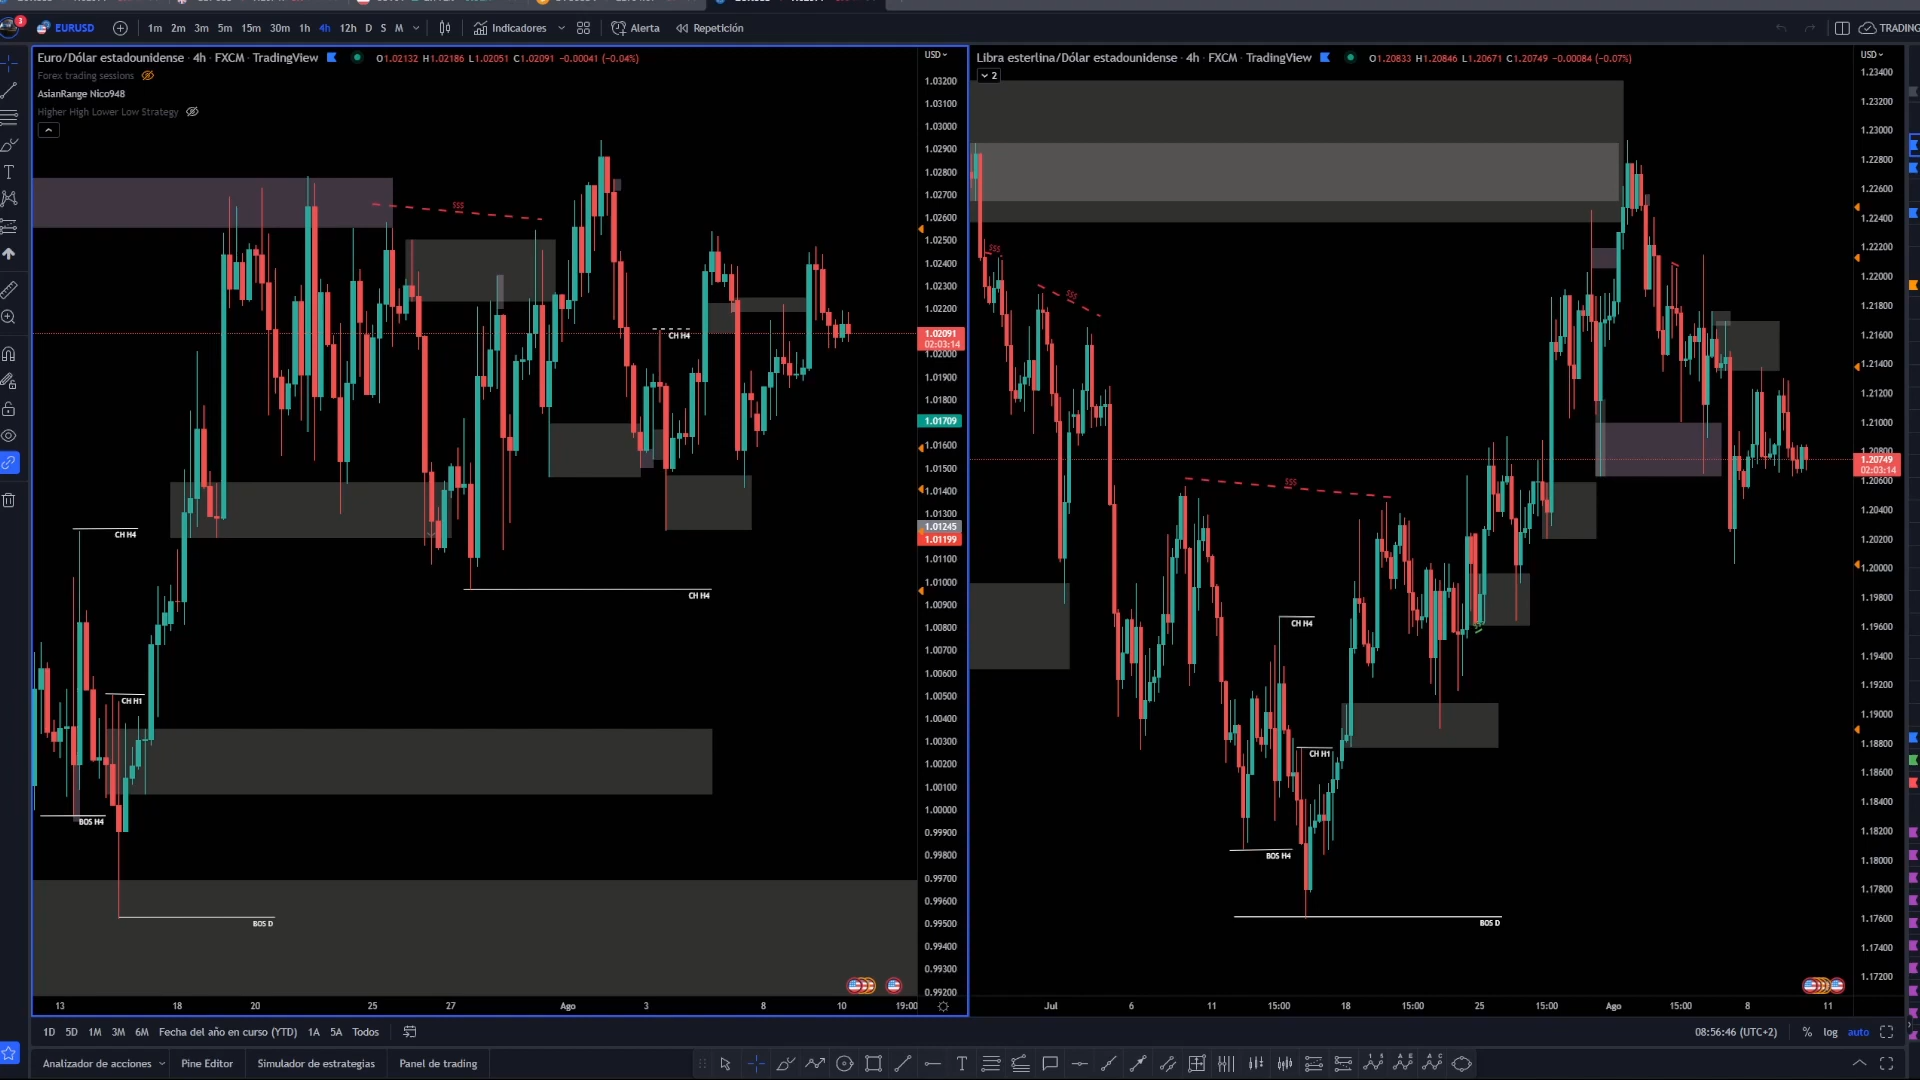 3
EURUSD
1m 2m 3m 5m 15m 30m 1h 4h 12h D S M
Indicadores
Alerta
Repetición
TRADING
Euro/Dólar estadounidense · 4h · FXCM · TradingView
O1.02132 H1.02186 L1.02051 C1.02091 -0.00041 (-0.04%)
Forex trading sessions
AsianRange Nico948
Higher High Lower Low Strategy
USD
1.03200
1.03100
1.03000
1.02900
1.02800
1.02700
1.02600
1.02500
1.02400
1.02300
1.02200
1.02091
02:03:14
1.02000
1.01900
1.01800
1.01709
1.01600
1.01500
1.01400
1.01300
1.01245
1.01199
1.01100
1.01000
1.00900
1.00800
1.00700
1.00600
1.00500
1.00400
1.00300
1.00200
1.00100
1.00000
0.99900
0.99800
0.99700
0.99600
0.99500
0.99400
0.99300
0.99200
$$$
CH H4
CH H4
CH H4
CH H1
BOS H4
BOS D
13 18 20 25 27 Ago 3 8 10 19:00
Libra esterlina/Dólar estadounidense · 4h · FXCM · TradingView
O1.20833 H1.20846 L1.20671 C1.20749 -0.00084 (-0.07%)
2
USD
1.23400
1.23200
1.23000
1.22800
1.22600
1.22400
1.22200
1.22000
1.21800
1.21600
1.21400
1.21200
1.21000
1.20800
1.20749
02:03:14
1.20600
1.20400
1.20200
1.20000
1.19800
1.19600
1.19400
1.19200
1.19000
1.18800
1.18600
1.18400
1.18200
1.18000
1.17800
1.17600
1.17400
1.17200
$$$
$$$
$$$
CH H4
CH H1
BOS H4
BOS D
Jul 6 11 15:00 18 15:00 25 15:00 Ago 15:00 8 11
1D 5D 1M 3M 6M Fecha del año en curso (YTD) 1A 5A Todos
08:56:46 (UTC+2) % log auto
Analizador de acciones
Pine Editor
Simulador de estrategias
Panel de trading